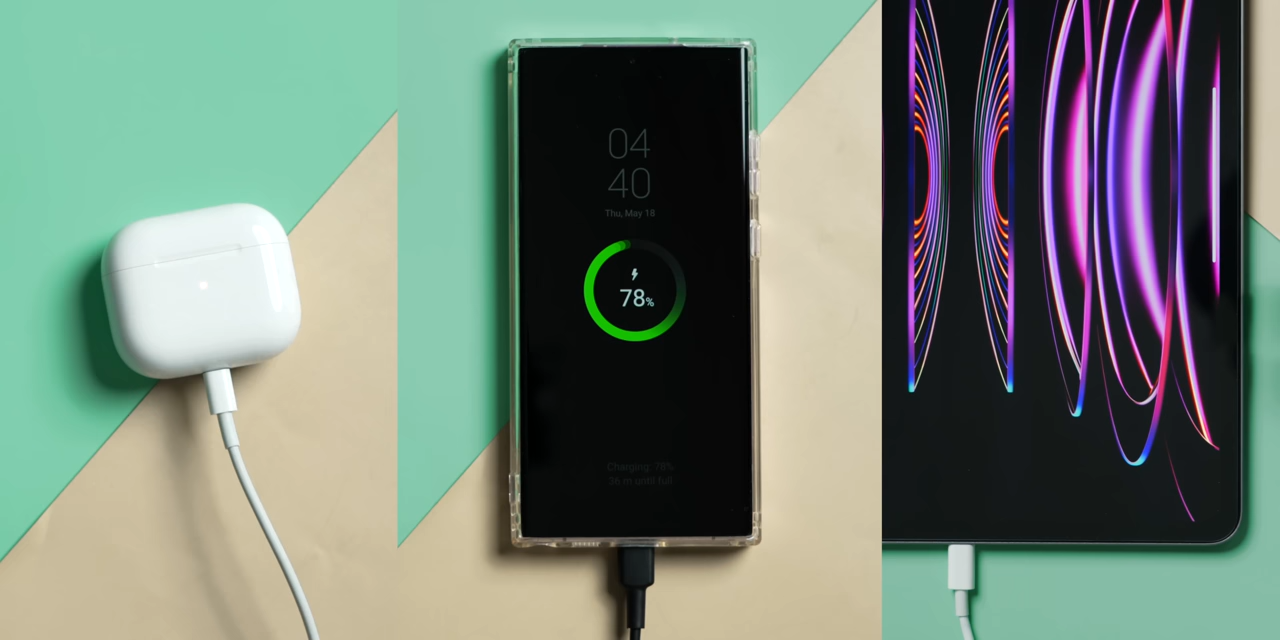 04
40
Thu, May 18
78%
Charging: 78%
36 m until full